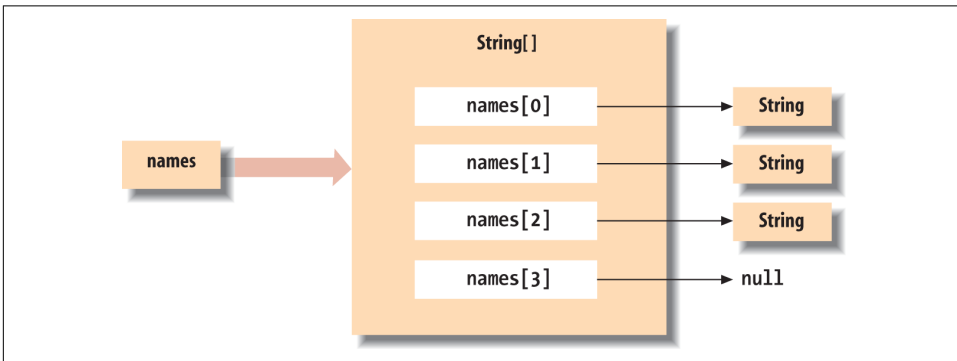 String[]
names[0]
String
names
names[1]
String
names[2]
String
names[3]
null